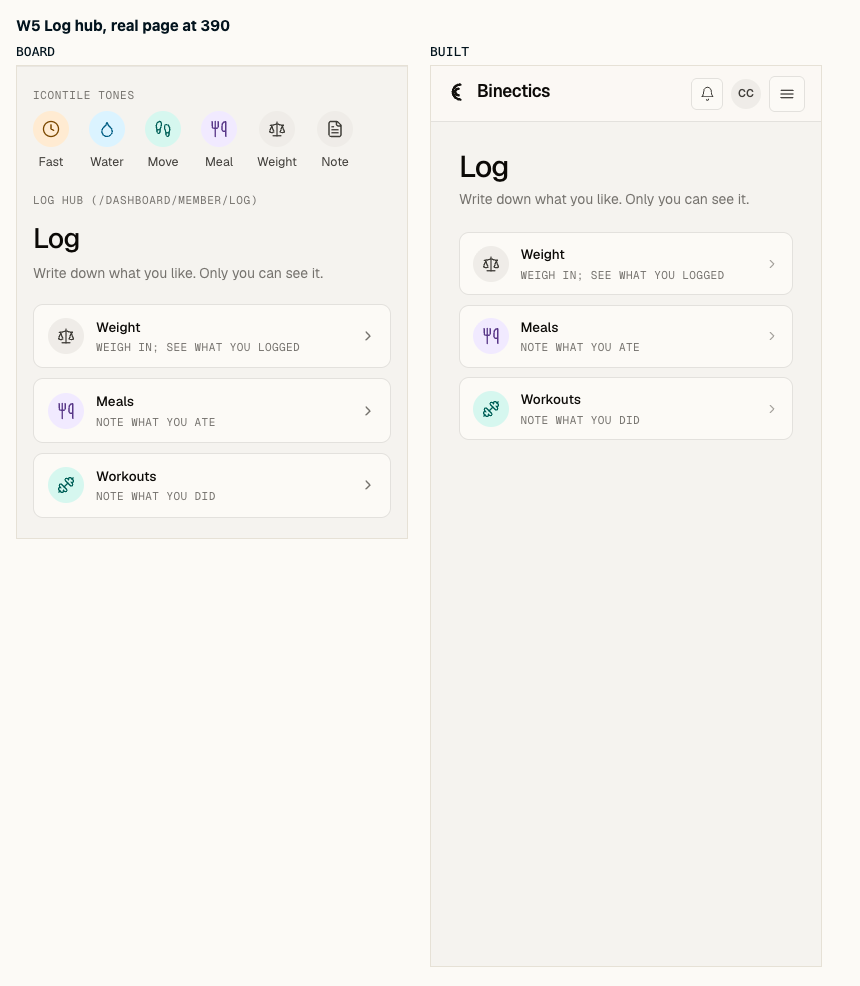 W5 Log hub, real page at 390
BOARD
ICONTILE TONES
Fast Water Move Meal Weight Note
LOG HUB (/DASHBOARD/MEMBER/LOG)
Log
Write down what you like. Only you can see it.
Weight
WEIGH IN; SEE WHAT YOU LOGGED
Meals
NOTE WHAT YOU ATE
Workouts
NOTE WHAT YOU DID
BUILT
Binectics CC
Log
Write down what you like. Only you can see it.
Weight
WEIGH IN; SEE WHAT YOU LOGGED
Meals
NOTE WHAT YOU ATE
Workouts
NOTE WHAT YOU DID